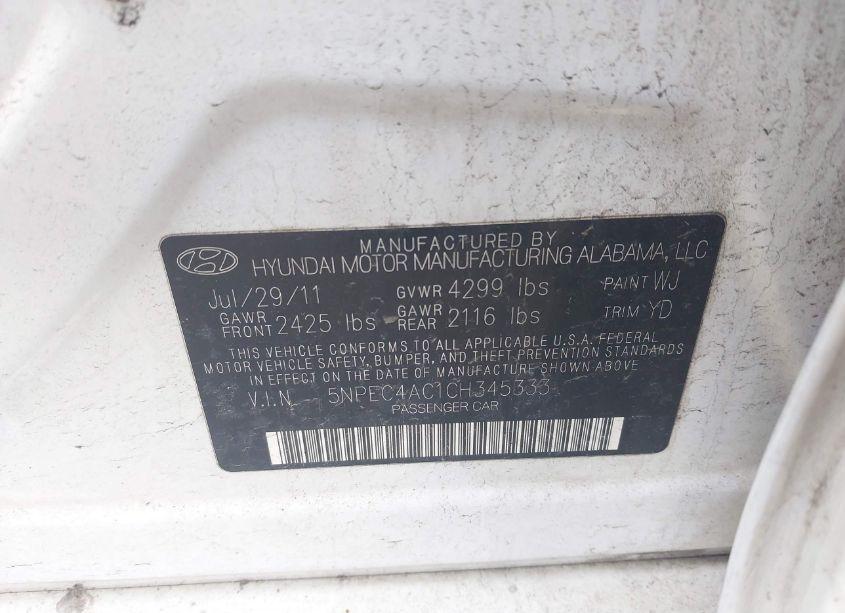 MANUFACTURED BY
HYUNDAI MOTOR MANUFACTURING ALABAMA, LLC
Jul/29/11 GVWR 4299 lbs PAINT WJ
GAWR FRONT 2425 lbs GAWR REAR 2116 lbs TRIM YD
THIS VEHICLE CONFORMS TO ALL APPLICABLE U.S.A. FEDERAL
MOTOR VEHICLE SAFETY, BUMPER, AND THEFT PREVENTION STANDARDS
IN EFFECT ON THE DATE OF MANUFACTURE SHOWN ABOVE
V.I.N 5NPEC4AC1CH345333
PASSENGER CAR